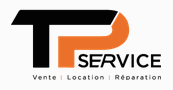 TP
SERVICE
Vente | Location | Réparation